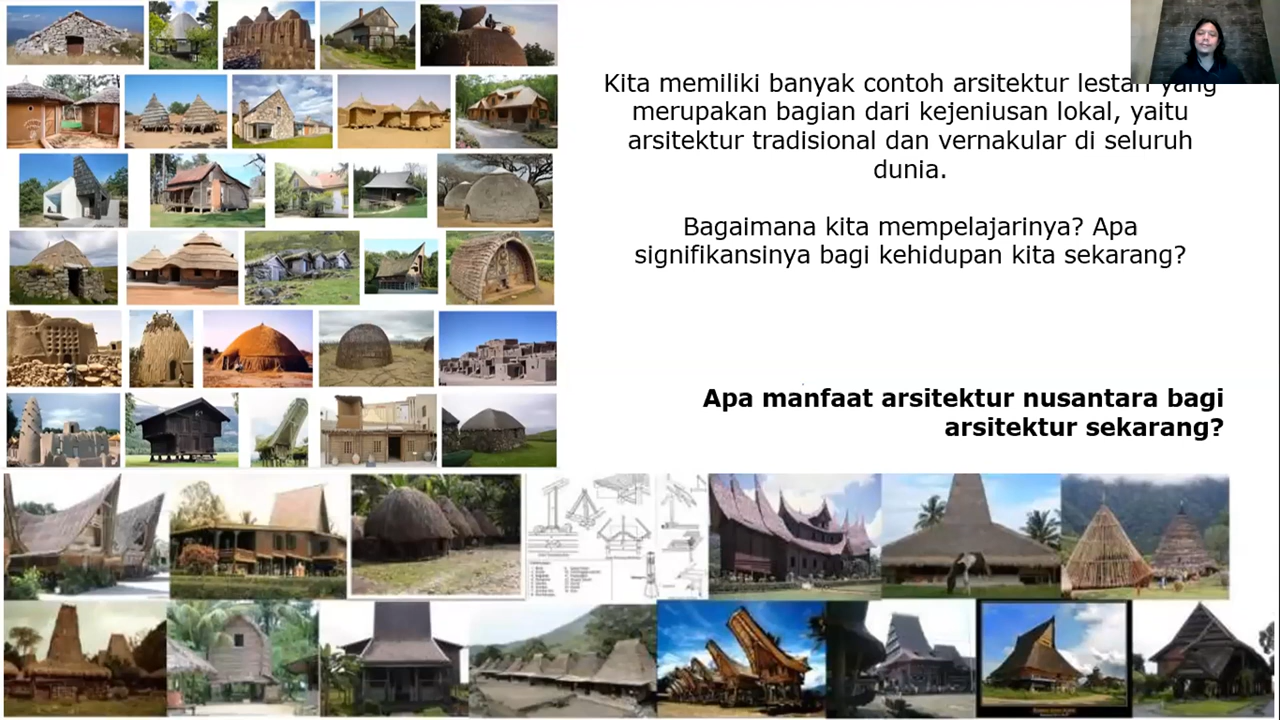 Kita memiliki banyak contoh arsitektur lestari yang
merupakan bagian dari kejeniusan lokal, yaitu
arsitektur tradisional dan vernakular di seluruh
dunia.
Bagaimana kita mempelajarinya? Apa
signifikansinya bagi kehidupan kita sekarang?
Apa manfaat arsitektur nusantara bagi
arsitektur sekarang?